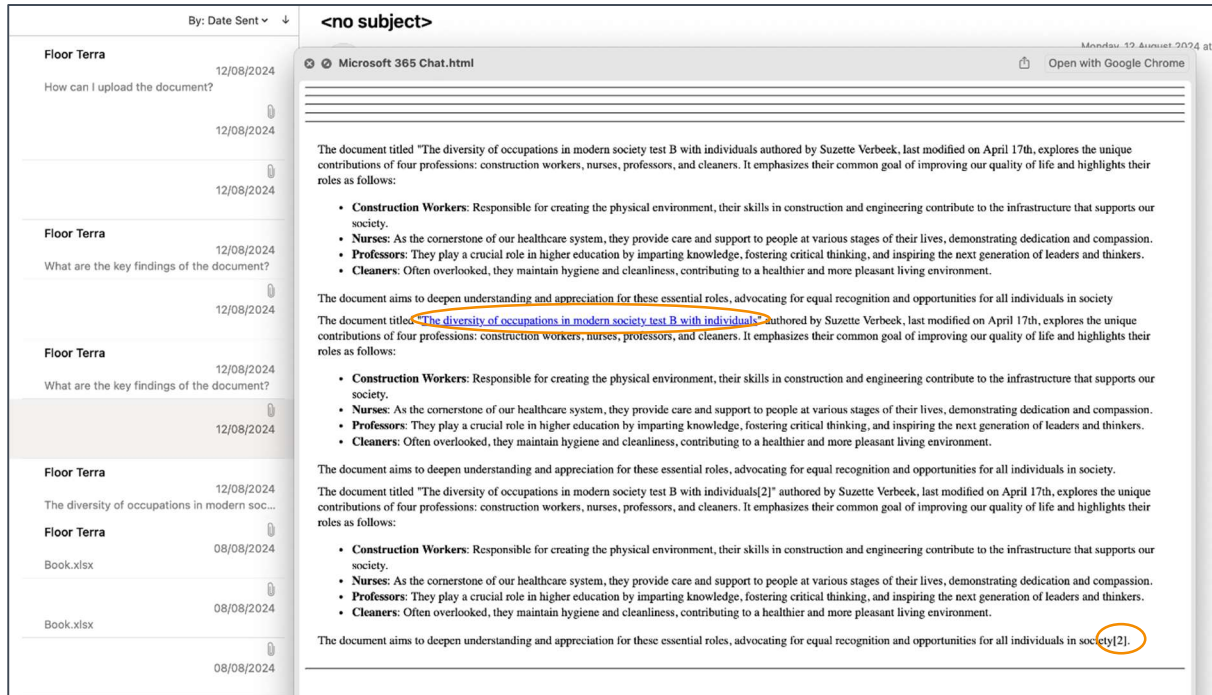 By: Date Sent ↓
<no subject>
Monday, 12 August 2024 at
Floor Terra
12/08/2024
How can I upload the document?
12/08/2024
12/08/2024
Floor Terra
12/08/2024
What are the key findings of the document?
12/08/2024
Floor Terra
12/08/2024
What are the key findings of the document?
12/08/2024
Floor Terra
12/08/2024
The diversity of occupations in modern soc...
Floor Terra
08/08/2024
Book.xlsx
08/08/2024
Book.xlsx
08/08/2024
Microsoft 365 Chat.html
Open with Google Chrome
The document titled "The diversity of occupations in modern society test B with individuals authored by Suzette Verbeek, last modified on April 17th, explores the unique
contributions of four professions: construction workers, nurses, professors, and cleaners. It emphasizes their common goal of improving our quality of life and highlights their
roles as follows:
• Construction Workers: Responsible for creating the physical environment, their skills in construction and engineering contribute to the infrastructure that supports our
society.
• Nurses: As the cornerstone of our healthcare system, they provide care and support to people at various stages of their lives, demonstrating dedication and compassion.
• Professors: They play a crucial role in higher education by imparting knowledge, fostering critical thinking, and inspiring the next generation of leaders and thinkers.
• Cleaners: Often overlooked, they maintain hygiene and cleanliness, contributing to a healthier and more pleasant living environment.
The document aims to deepen understanding and appreciation for these essential roles, advocating for equal recognition and opportunities for all individuals in society
The document titled "The diversity of occupations in modern society test B with individuals" authored by Suzette Verbeek, last modified on April 17th, explores the unique
contributions of four professions: construction workers, nurses, professors, and cleaners. It emphasizes their common goal of improving our quality of life and highlights their
roles as follows:
• Construction Workers: Responsible for creating the physical environment, their skills in construction and engineering contribute to the infrastructure that supports our
society.
• Nurses: As the cornerstone of our healthcare system, they provide care and support to people at various stages of their lives, demonstrating dedication and compassion.
• Professors: They play a crucial role in higher education by imparting knowledge, fostering critical thinking, and inspiring the next generation of leaders and thinkers.
• Cleaners: Often overlooked, they maintain hygiene and cleanliness, contributing to a healthier and more pleasant living environment.
The document aims to deepen understanding and appreciation for these essential roles, advocating for equal recognition and opportunities for all individuals in society.
The document titled "The diversity of occupations in modern society test B with individuals[2]" authored by Suzette Verbeek, last modified on April 17th, explores the unique
contributions of four professions: construction workers, nurses, professors, and cleaners. It emphasizes their common goal of improving our quality of life and highlights their
roles as follows:
• Construction Workers: Responsible for creating the physical environment, their skills in construction and engineering contribute to the infrastructure that supports our
society.
• Nurses: As the cornerstone of our healthcare system, they provide care and support to people at various stages of their lives, demonstrating dedication and compassion.
• Professors: They play a crucial role in higher education by imparting knowledge, fostering critical thinking, and inspiring the next generation of leaders and thinkers.
• Cleaners: Often overlooked, they maintain hygiene and cleanliness, contributing to a healthier and more pleasant living environment.
The document aims to deepen understanding and appreciation for these essential roles, advocating for equal recognition and opportunities for all individuals in society[2].